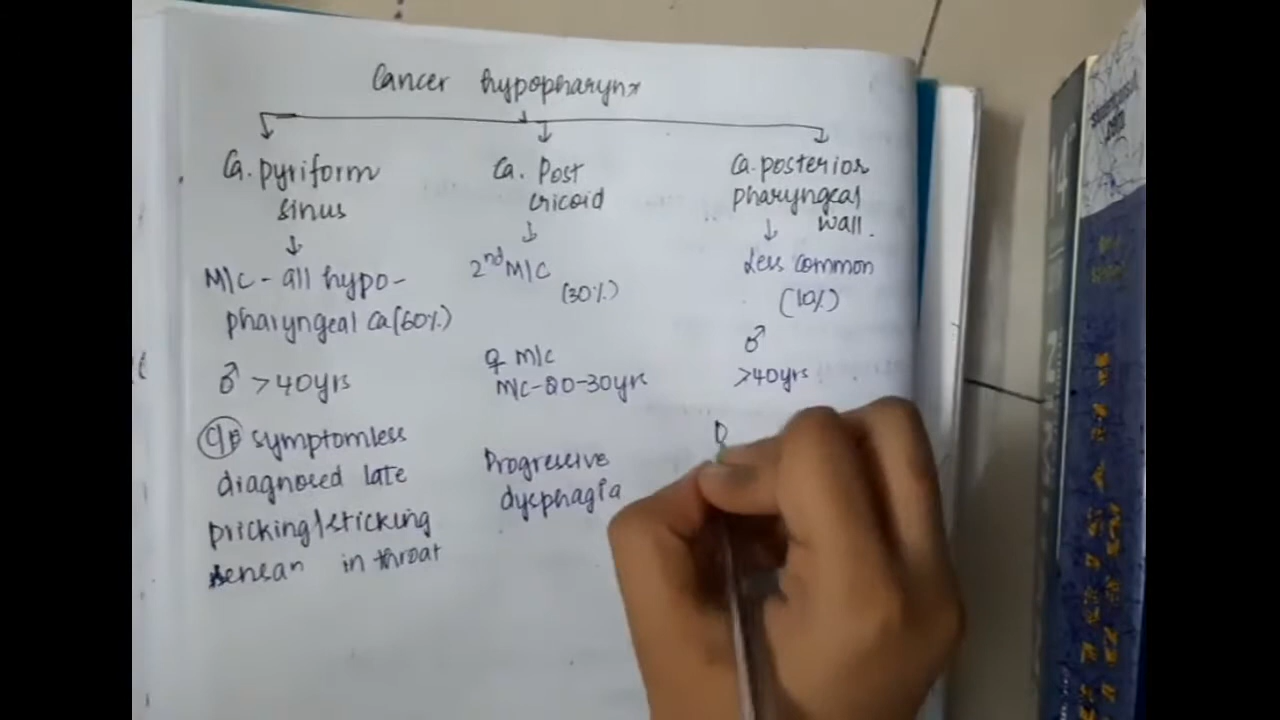 Cancer hypopharynx
Ca. pyriform
sinus
M/C - all hypo-
pharyngeal Ca (60%)
♂ > 40yrs
symptomless
diagnosed late
pricking/sticking
in throat
Ca. Post
cricoid
2nd M/C
(30%)
♀ M/C
M/C-20-30yrs
Progressive
dysphagia
Ca. posterior
pharyngeal
wall.
Less common
(10%)
♂
>40yrs
D
14th